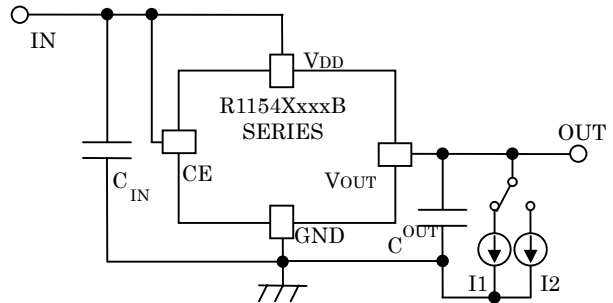 IN
VDD
R1154XxxxB
SERIES
OUT
CE
VOUT
CIN
GND
COUT
I1
I2